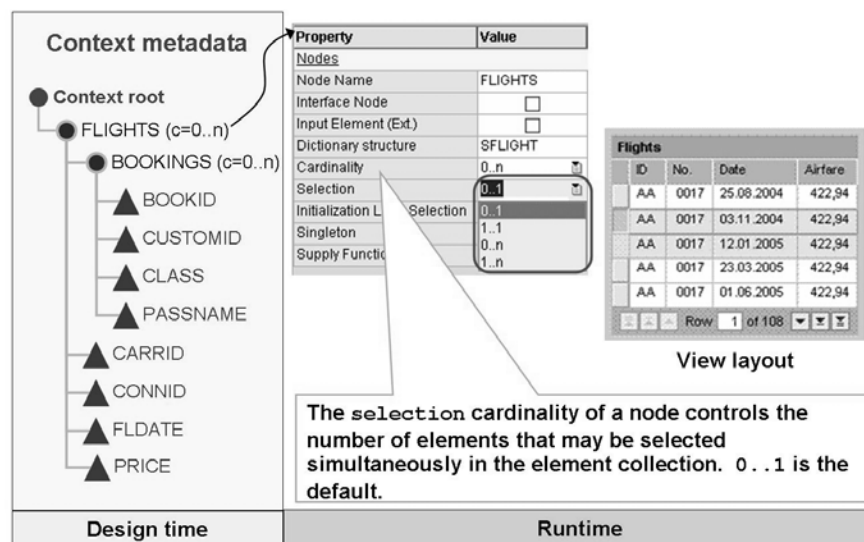 Context metadata
Context root
FLIGHTS (c=0..n)
BOOKINGS (c=0..n)
BOOKID
CUSTOMID
CLASS
PASSNAME
CARRID
CONNID
FLDATE
PRICE
Design time
Property Value
Nodes
Node Name FLIGHTS
Interface Node
Input Element (Ext.)
Dictionary structure SFLIGHT
Cardinality 0..n
Selection 0..1
Initialization Selection 0..1
Singleton 1..1
0..n
Supply 1..n
Flights
ID No. Date Airfare
AA 0017 25.08.2004 422,94
AA 0017 03.11.2004 422,94
AA 0017 12.01.2005 422,94
AA 0017 23.03.2005 422,94
AA 0017 01.06.2005 422,94
Row 1 of 108
View layout
The selection cardinality of a node controls the
number of elements that may be selected
simultaneously in the element collection. 0..1 is the
default.
Runtime